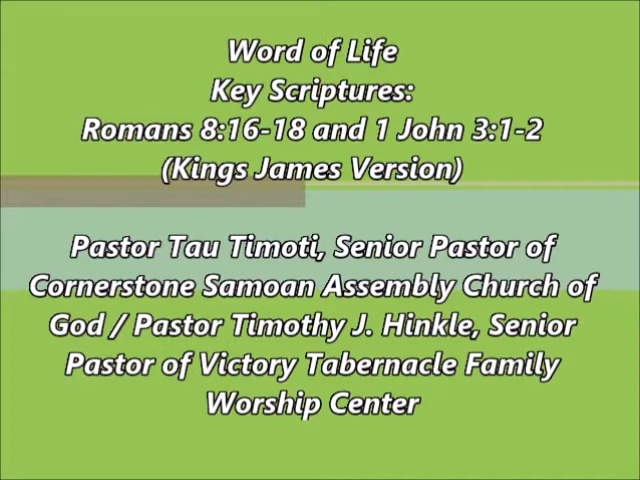 Word of Life
Key Scriptures:
Romans 8:16-18 and 1 John 3:1-2
(Kings James Version)
Pastor Tau Timoti, Senior Pastor of
Cornerstone Samoan Assembly Church of
God / Pastor Timothy J. Hinkle, Senior
Pastor of Victory Tabernacle Family
Worship Center